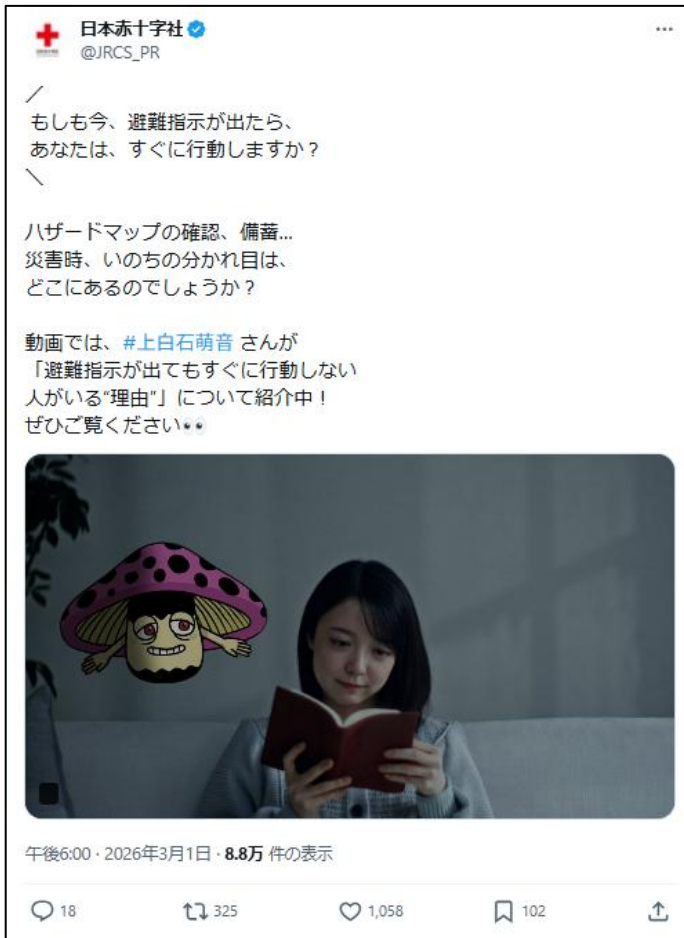 日本赤十字社
@JRCS_PR
／
もしも今、避難指示が出たら、
あなたは、すぐに行動しますか？
＼
ハザードマップの確認、備蓄...
災害時、いのちの分かれ目は、
どこにあるのでしょうか？
動画では、#上白石萌音 さんが
「避難指示が出てもすぐに行動しない
人がいる“理由”」について紹介中！
ぜひご覧ください👀
午後6:00 · 2026年3月1日 · 8.8万 件の表示
18 325 1,058 102